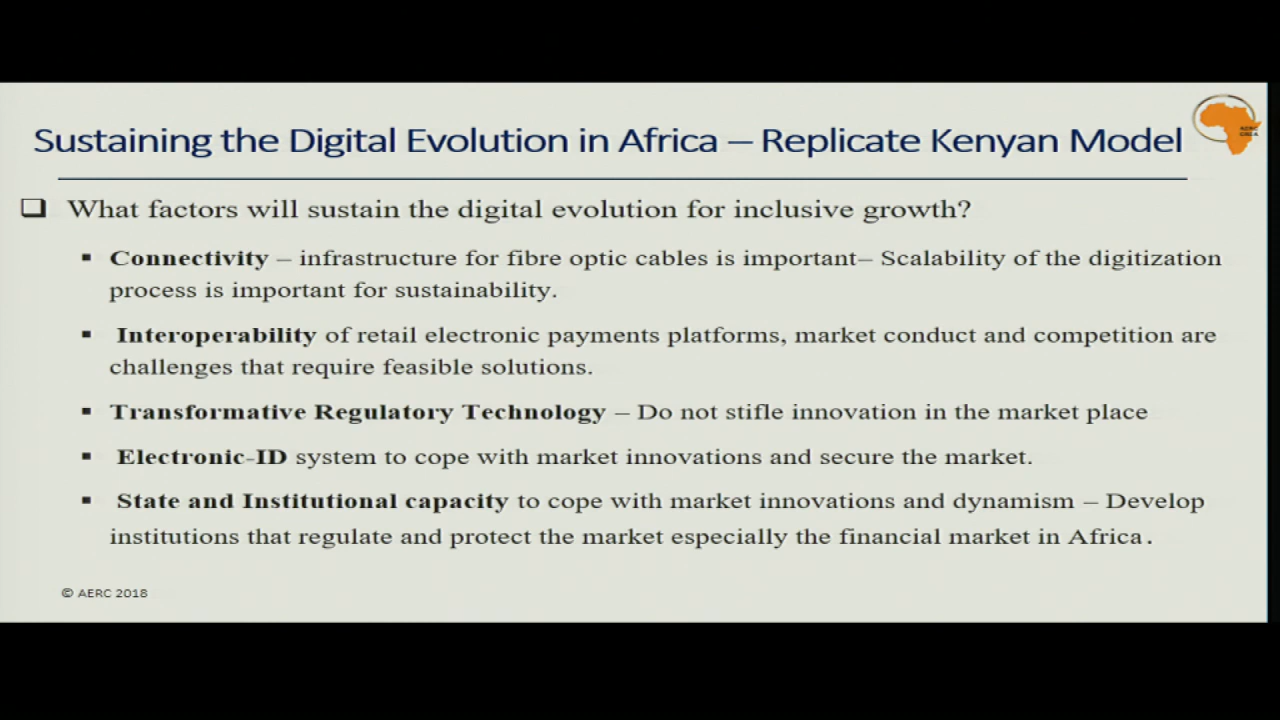 Sustaining the Digital Evolution in Africa – Replicate Kenyan Model
What factors will sustain the digital evolution for inclusive growth?
Connectivity – infrastructure for fibre optic cables is important– Scalability of the digitization
process is important for sustainability.
Interoperability of retail electronic payments platforms, market conduct and competition are
challenges that require feasible solutions.
Transformative Regulatory Technology – Do not stifle innovation in the market place
Electronic-ID system to cope with market innovations and secure the market.
State and Institutional capacity to cope with market innovations and dynamism – Develop
institutions that regulate and protect the market especially the financial market in Africa.
© AERC 2018